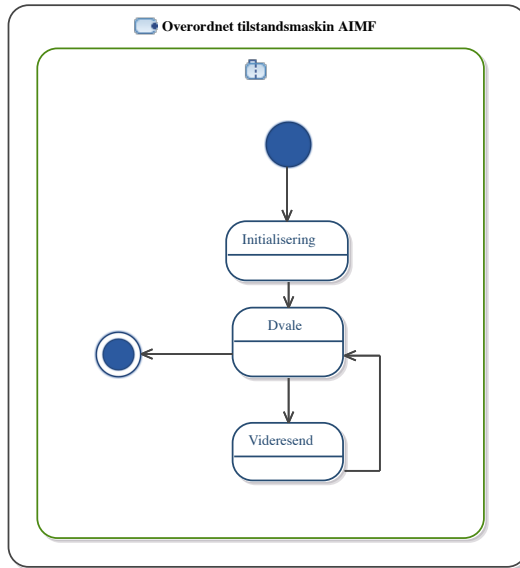 Overordnet tilstandsmaskin AIMF
Initialisering
Dvale
Videresend